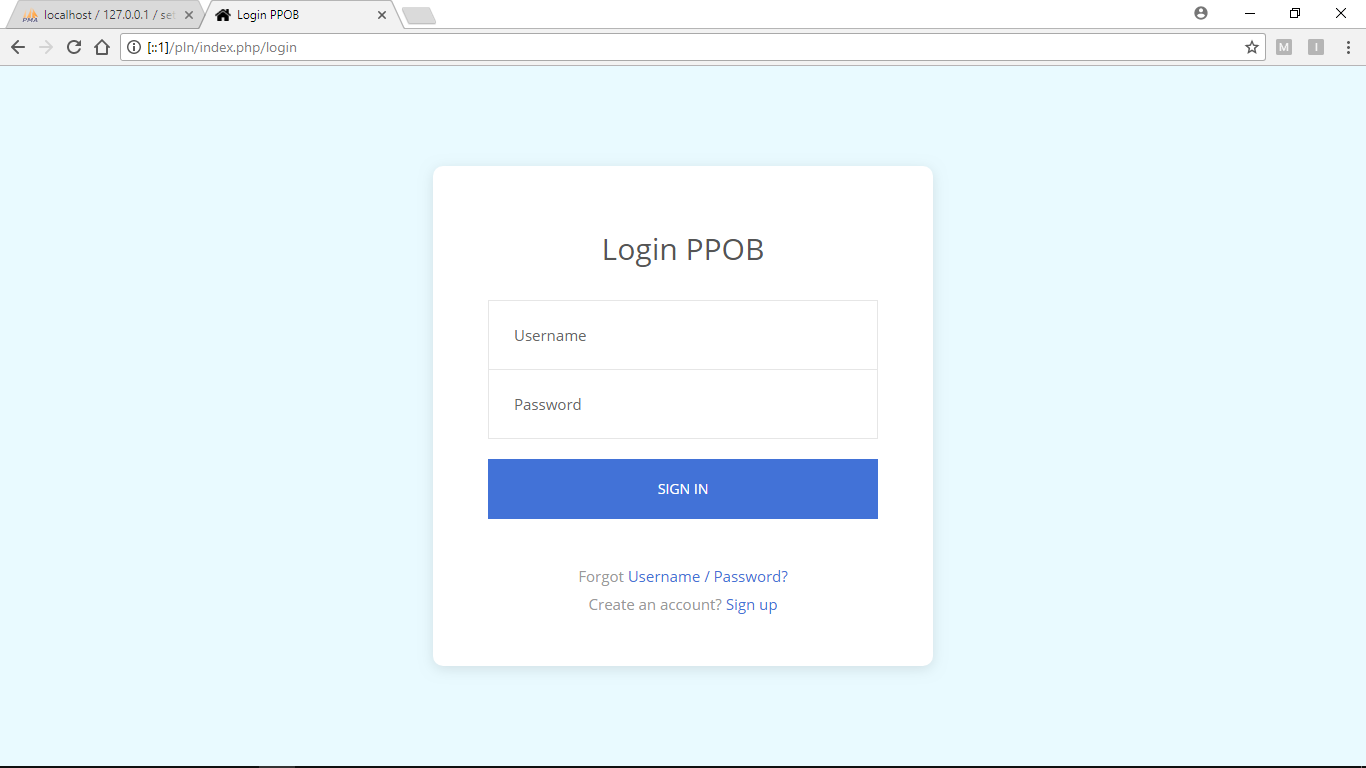 localhost / 127.0.0.1 / set
Login PPOB
[::1]/pln/index.php/login
M
I
Login PPOB
Username
Password
SIGN IN
Forgot Username / Password?
Create an account? Sign up